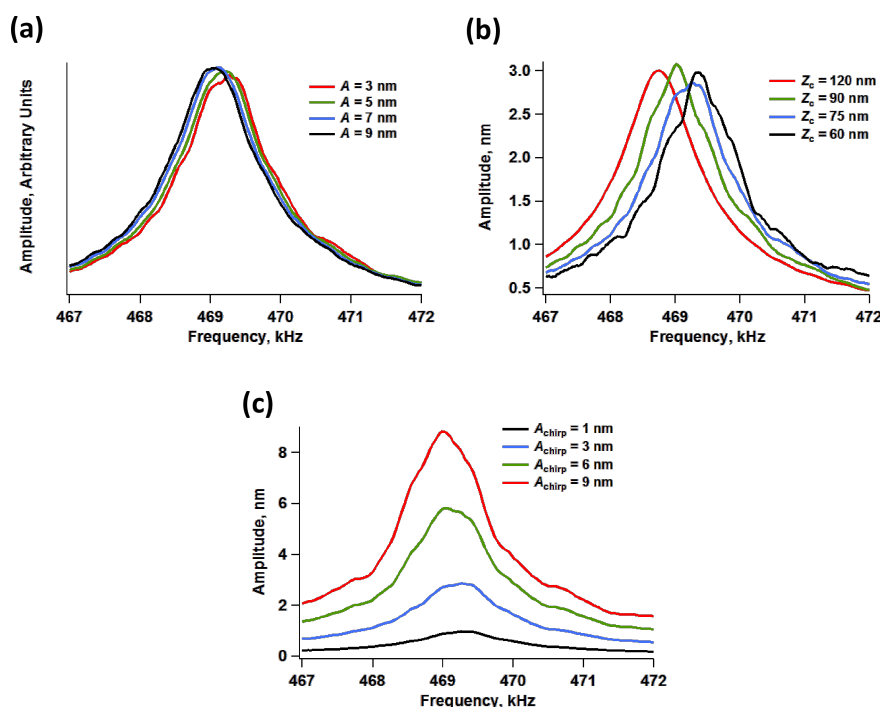 (a)
Amplitude, Arbitrary Units
A = 3 nm
A = 5 nm
A = 7 nm
A = 9 nm
467 468 469 470 471 472
Frequency, kHz
(b)
Amplitude, nm
3.0
2.5
2.0
1.5
1.0
0.5
Zc = 120 nm
Zc = 90 nm
Zc = 75 nm
Zc = 60 nm
467 468 469 470 471 472
Frequency, kHz
(c)
Amplitude, nm
8
6
4
2
0
Achirp = 1 nm
Achirp = 3 nm
Achirp = 6 nm
Achirp = 9 nm
467 468 469 470 471 472
Frequency, kHz